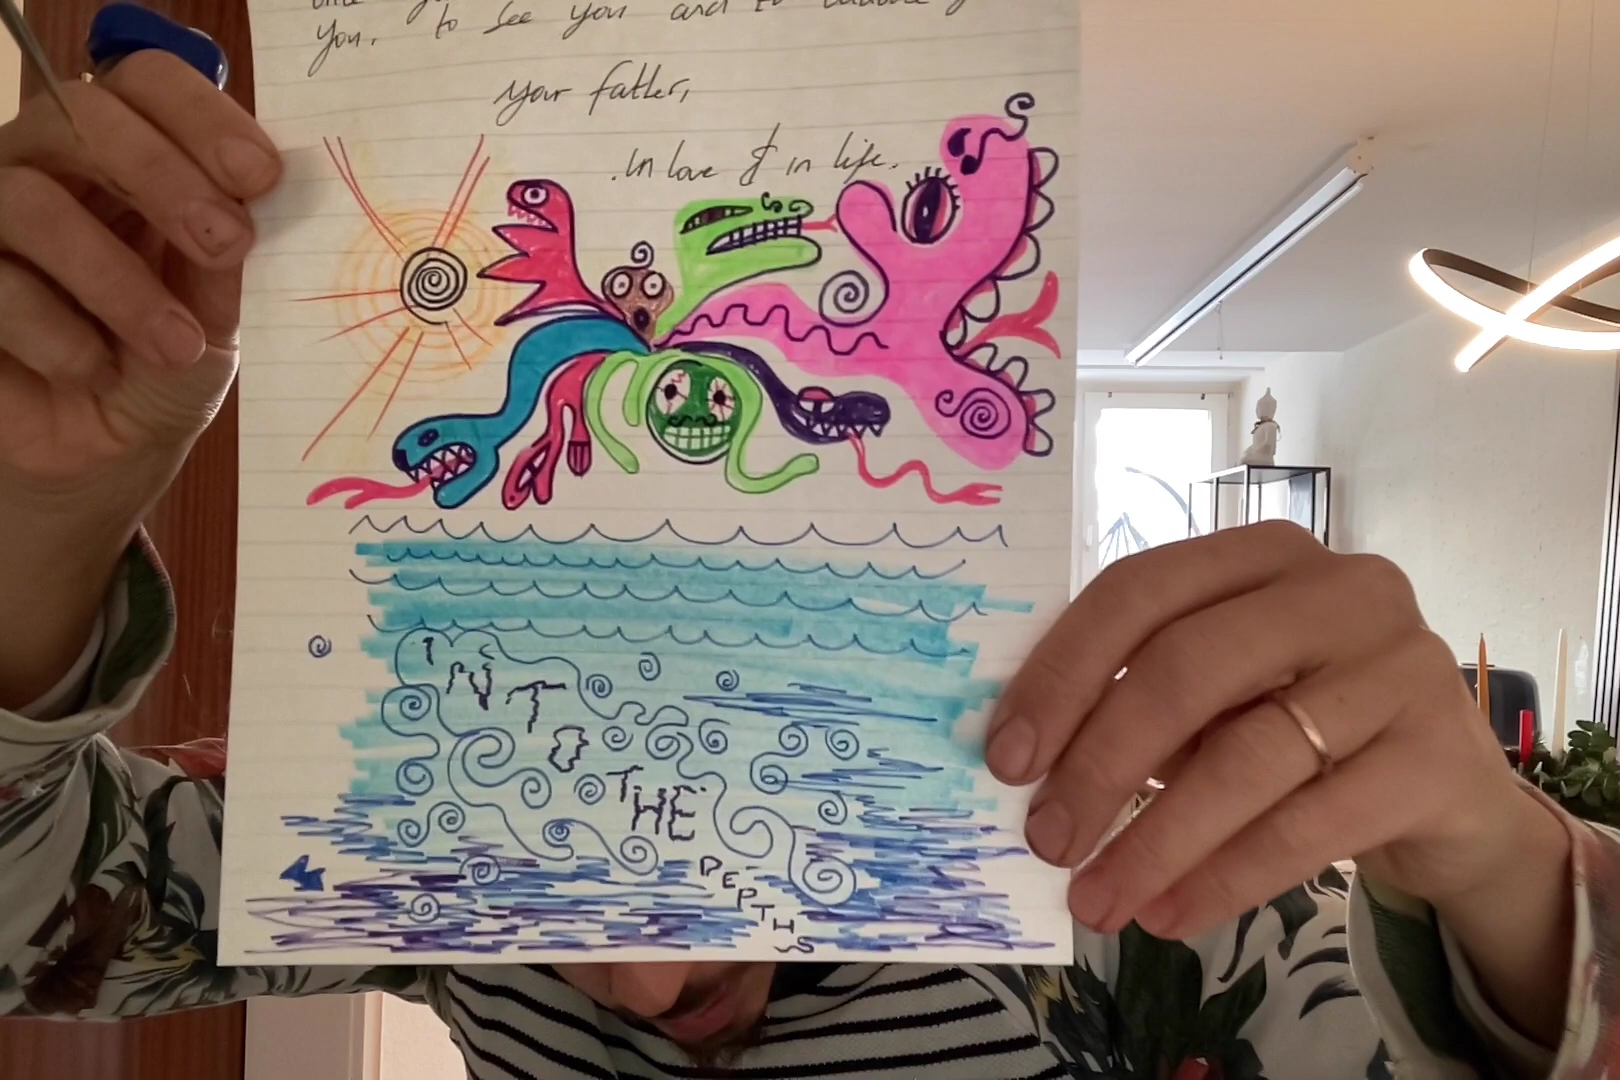 you. to see you and to
your father,
.In love & in life.
INTO THE DEPTHS